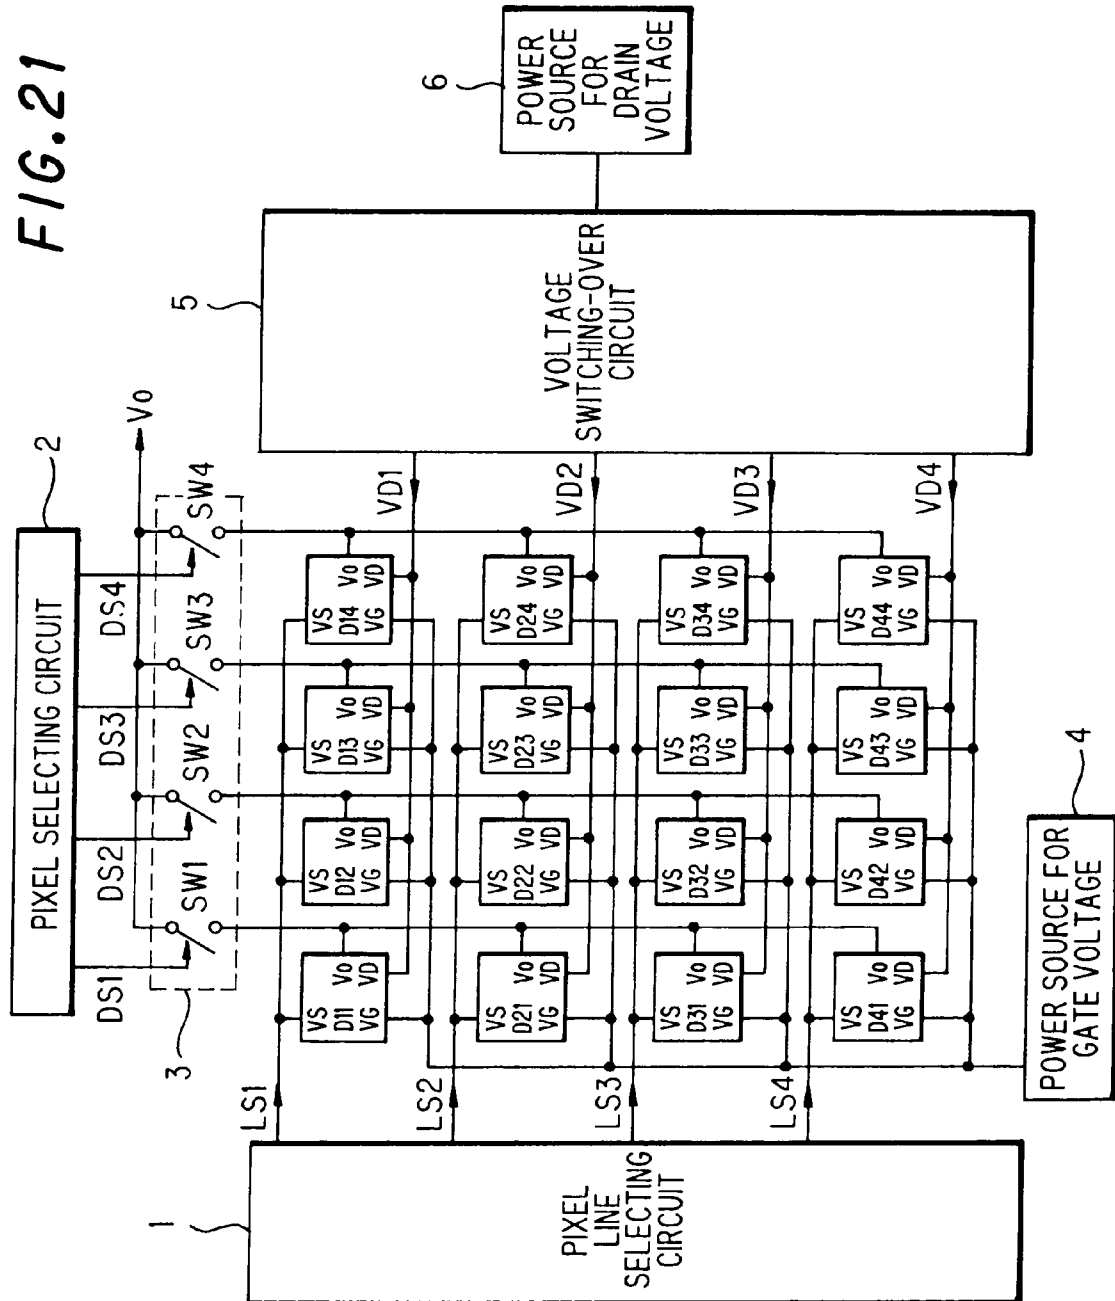 FIG.21
PIXEL SELECTING CIRCUIT
2
DS1
DS2
DS3
DS4
Vo
SW1
SW2
SW3
SW4
3
1
PIXEL
LINE
SELECTING
CIRCUIT
LS1
LS2
LS3
LS4
VS
D11
VG
Vo
VD
VS
D12
VG
Vo
VD
VS
D13
VG
Vo
VD
VS
D14
VG
Vo
VD
VS
D21
VG
Vo
VD
VS
D22
VG
Vo
VD
VS
D23
VG
Vo
VD
VS
D24
VG
Vo
VD
VS
D31
VG
Vo
VD
VS
D32
VG
Vo
VD
VS
D33
VG
Vo
VD
VS
D34
VG
Vo
VD
VS
D41
VG
Vo
VD
VS
D42
VG
Vo
VD
VS
D43
VG
Vo
VD
VS
D44
VG
Vo
VD
VD1
VD2
VD3
VD4
5
VOLTAGE
SWITCHING-OVER
CIRCUIT
6
POWER
SOURCE
FOR
DRAIN
VOLTAGE
4
POWER SOURCE FOR
GATE VOLTAGE